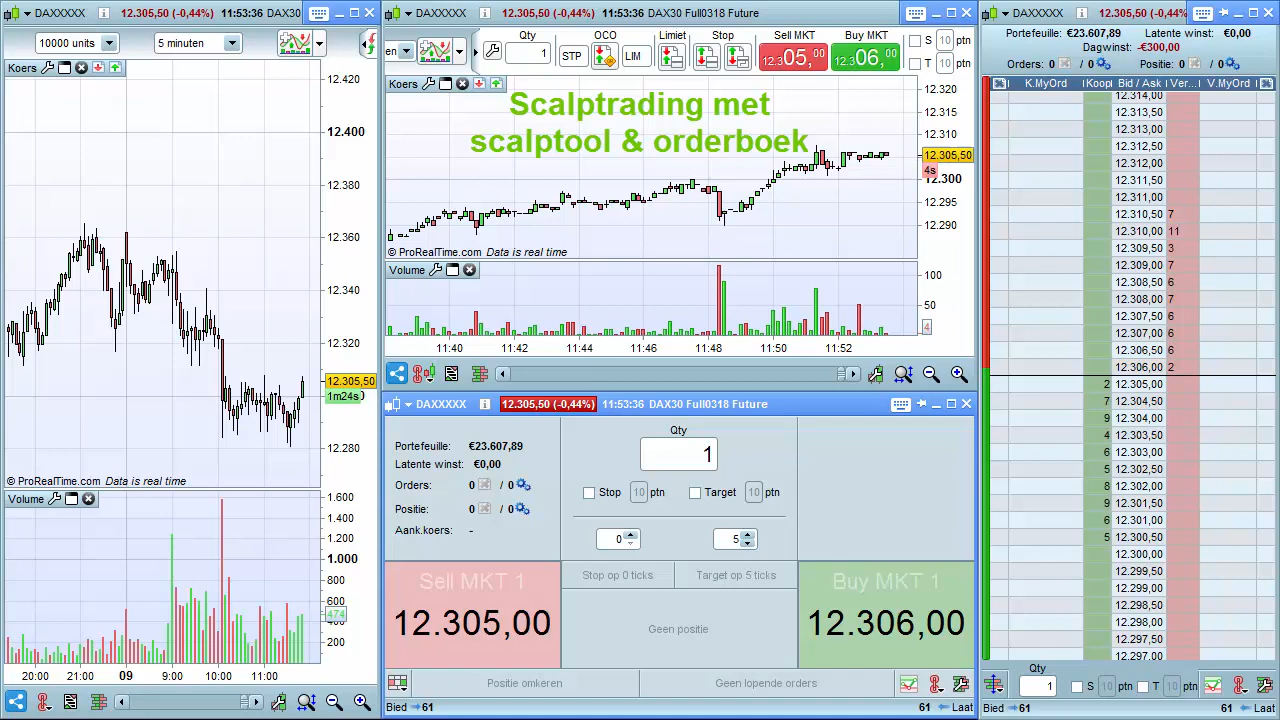 DAXXXXX 12.305,50 (-0,44%) 11:53:36 DAX30
10000 units 5 minuten
Koers
12.420
12.400
12.380
12.360
12.340
12.320
12.305,50
1m24s
12.280
© ProRealTime.com Data is real time
Volume
1.600
1.400
1.200
1.000
800
600
474
400
200
20:00 21:00 09 9:00 10:00 11:00
Bied 61 61 Laat
DAXXXXX 12.305,50 (-0,44%) 11:53:36 DAX30 Full0318 Future
en Qty 1 STP OCO LIM Limiet Stop Sell MKT 12.305,00 Buy MKT 12.306,00 S 10 ptn
T 10 ptn
Koers
Scalptrading met
scalptool & orderboek
12.320
12.315
12.310
12.305,50
4s
12.300
12.295
12.290
© ProRealTime.com Data is real time
Volume
100
50
4
11:40 11:42 11:44 11:46 11:48 11:50 11:52
DAXXXXX 12.305,50 (-0,44%) 11:53:36 DAX30 Full0318 Future
Portefeuille: €23.607,89
Latente winst: €0,00
Orders: 0 / 0
Positie: 0 / 0
Aank.koers: -
Qty
1
Stop 10 ptn Target 10 ptn
0 5
Stop op 0 ticks Target op 5 ticks
Sell MKT 1
12.305,00
Geen positie
Buy MKT 1
12.306,00
Positie omkeren Geen lopende orders
Bied 61 61 Laat
DAXXXXX 12.305,50 (-0,44%
Portefeuille: €23.607,89 Latente winst: €0,00
Dagwinst: -€300,00
Orders: 0 / 0 Positie: 0 / 0
K.MyOrd Koop Bid / Ask Ver... V.MyOrd
12.314,00
12.313,50
12.313,00
12.312,50
12.312,00
12.311,50
12.311,00
12.310,50 7
12.310,00 11
12.309,50 3
12.309,00 7
12.308,50 6
12.308,00 7
12.307,50 6
12.307,00 6
12.306,50 6
12.306,00 2
2 12.305,00
7 12.304,50
9 12.304,00
4 12.303,50
6 12.303,00
5 12.302,50
8 12.302,00
9 12.301,50
6 12.301,00
5 12.300,50
12.300,00
12.299,50
12.299,00
12.298,50
12.298,00
12.297,50
12.297,00
Qty
1 S 10 ptn T 10 ptn
Bied 61 61 Laat